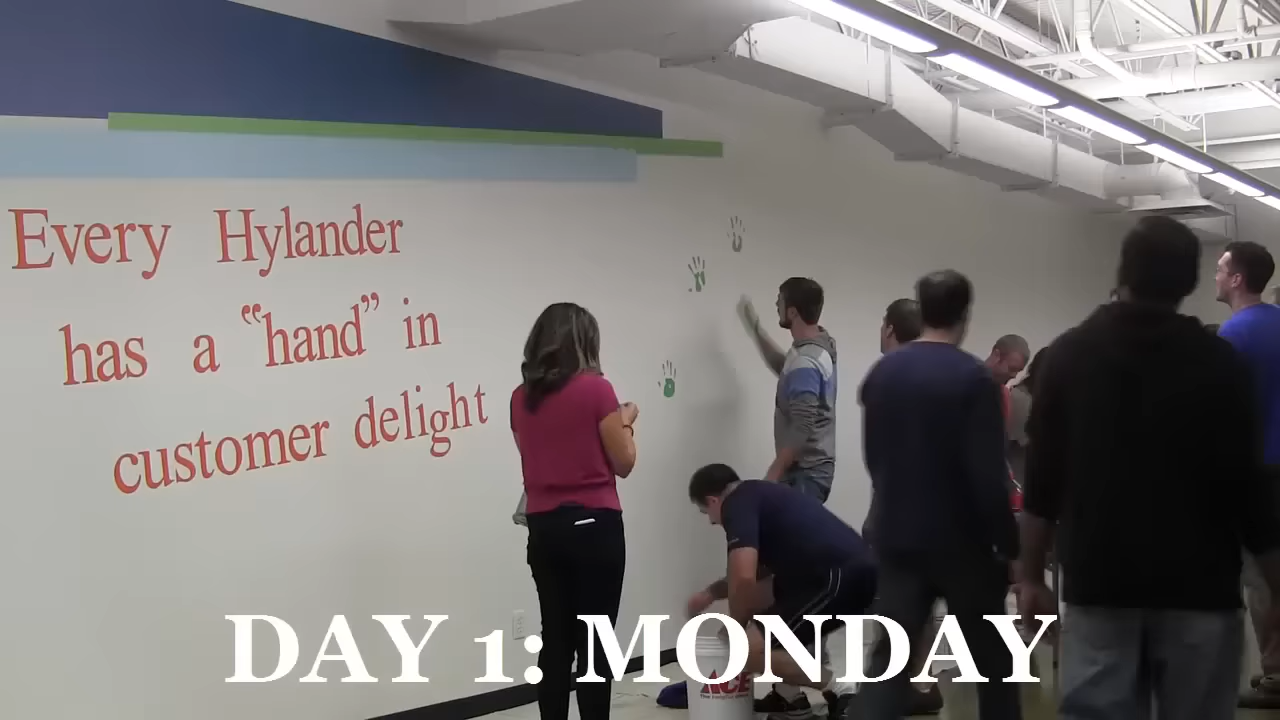 Every Hylander
has a “hand” in
customer delight
DAY 1: MONDAY
ACE